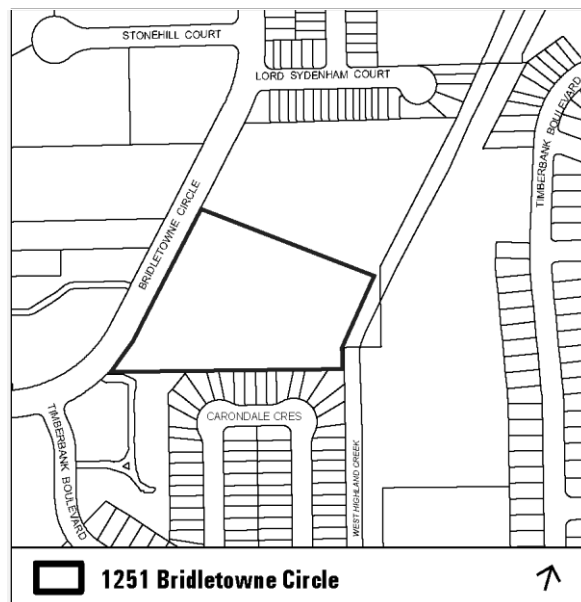 STONEHILL COURT
LORD SYDENHAM COURT
TIMBERBANK BOULEVARD
BRIDLETOWNE CIRCLE
CARONDALE CRES
TIMBERBANK BOULEVARD
WEST HIGHLAND CREEK
1251 Bridletowne Circle